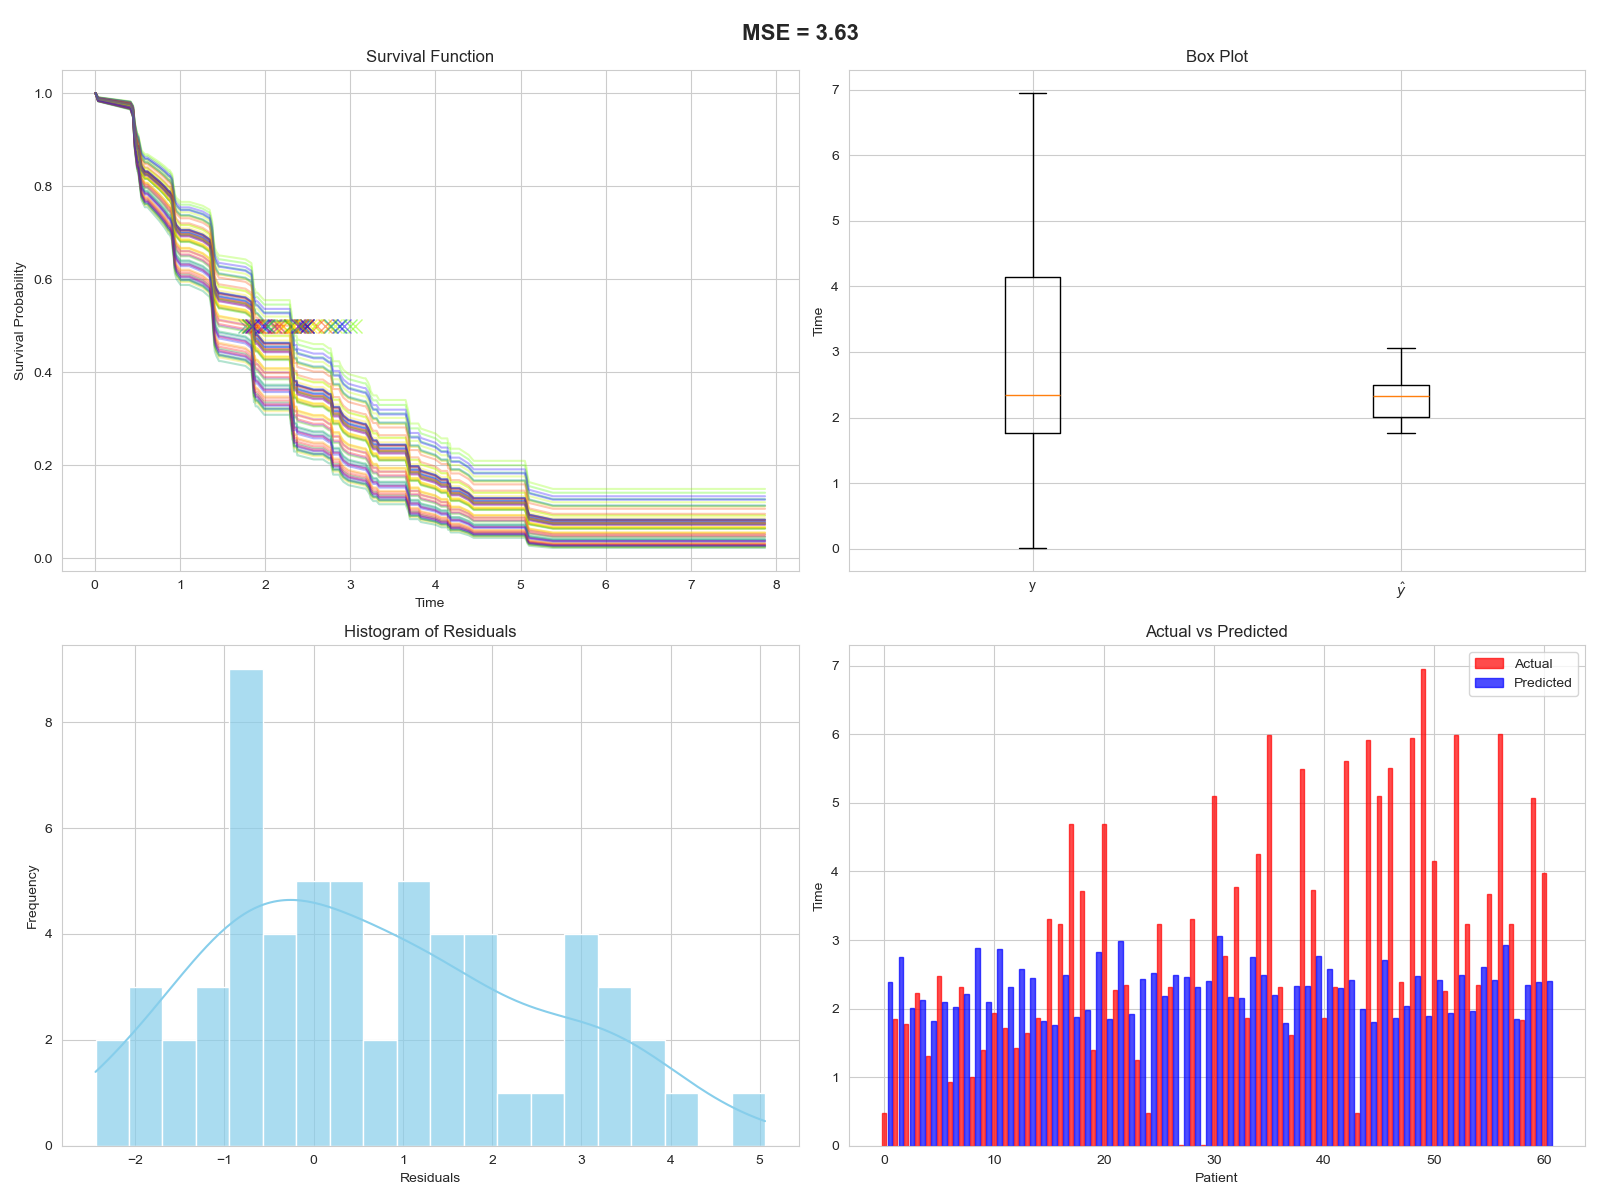 MSE = 3.63
Survival Function
Survival Probability
1.0
0.8
0.6
0.4
0.2
0.0
0 1 2 3 4 5 6 7 8
Time
Box Plot
Time
7
6
5
4
3
2
1
0
y ŷ
Histogram of Residuals
Frequency
8
6
4
2
0
−2 −1 0 1 2 3 4 5
Residuals
Actual vs Predicted
Time
7
6
5
4
3
2
1
0
Actual
Predicted
0 10 20 30 40 50 60
Patient